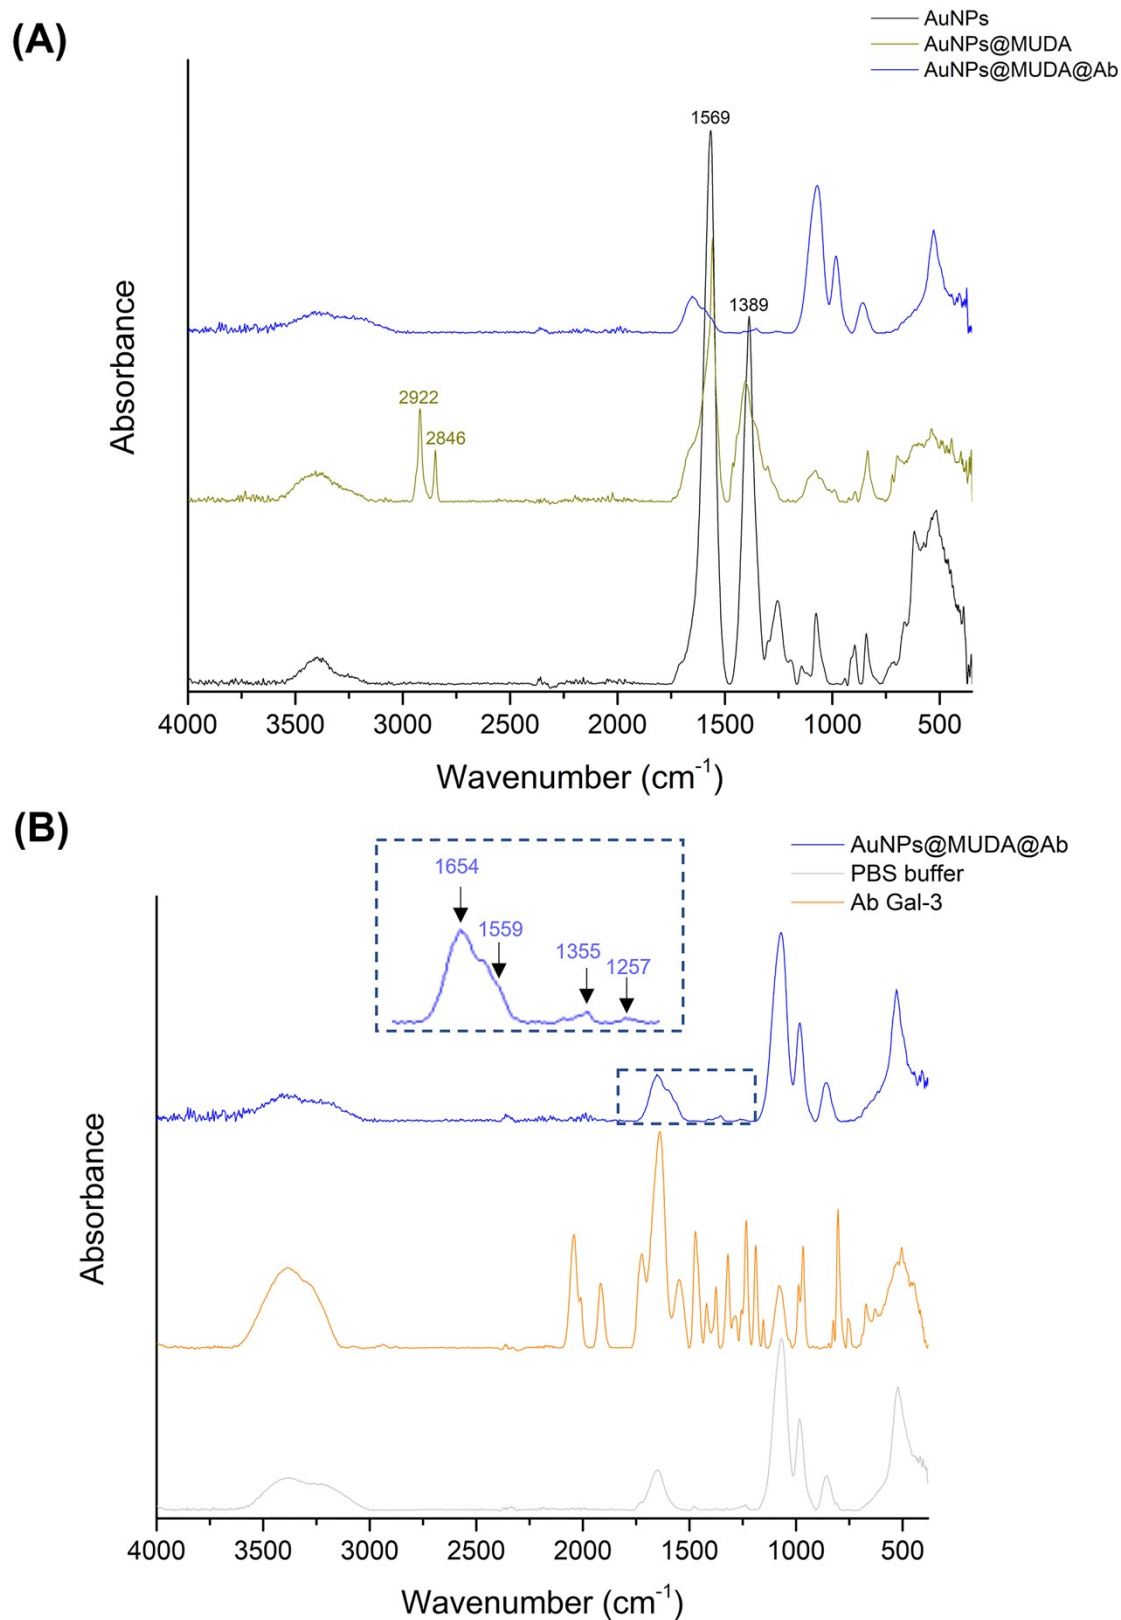 (A)
AuNPs
AuNPs@MUDA
AuNPs@MUDA@Ab
1569
1389
2922
2846
Absorbance
4000 3500 3000 2500 2000 1500 1000 500
Wavenumber (cm⁻¹)
(B)
AuNPs@MUDA@Ab
PBS buffer
Ab Gal-3
1654
1559
1355
1257
Absorbance
4000 3500 3000 2500 2000 1500 1000 500
Wavenumber (cm⁻¹)